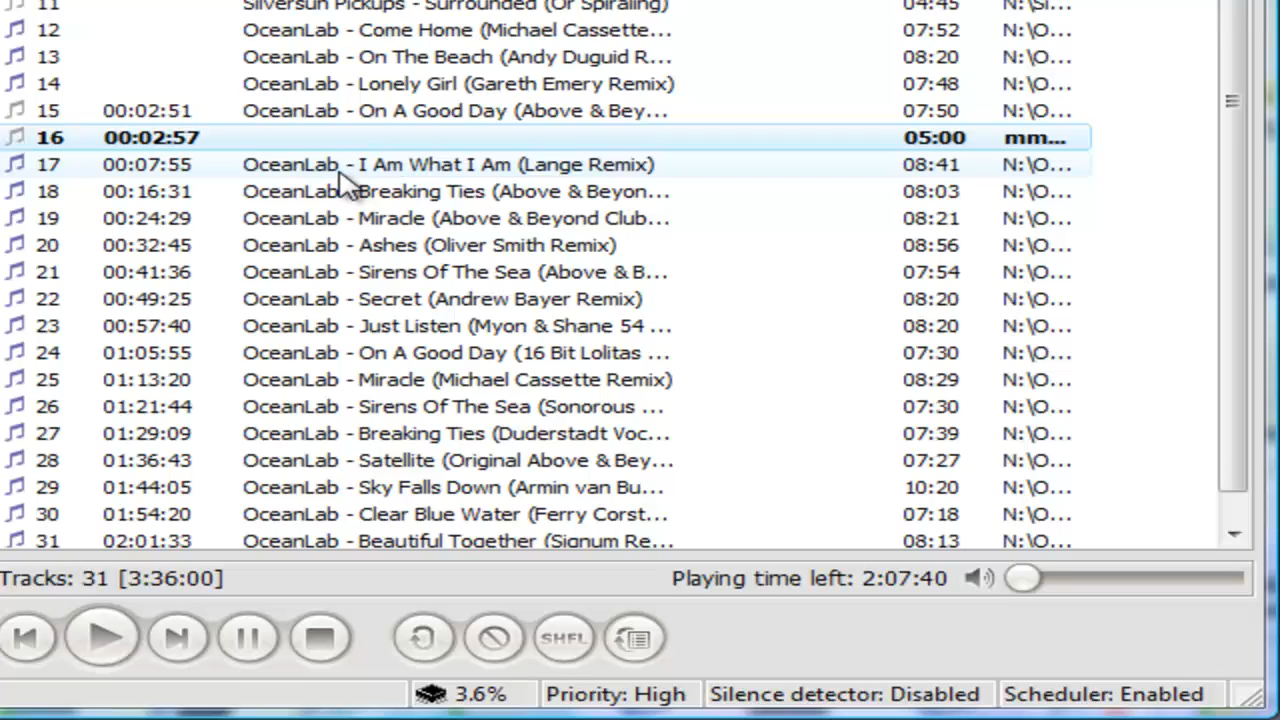 11 Silversun Pickups - Surrounded (Or Spiraling) 04:45 N:\Si...
12 OceanLab - Come Home (Michael Cassette... 07:52 N:\O...
13 OceanLab - On The Beach (Andy Duguid R... 08:20 N:\O...
14 OceanLab - Lonely Girl (Gareth Emery Remix) 07:48 N:\O...
15 00:02:51 OceanLab - On A Good Day (Above & Bey... 07:50 N:\O...
16 00:02:57 05:00 mm...
17 00:07:55 OceanLab - I Am What I Am (Lange Remix) 08:41 N:\O...
18 00:16:31 OceanLab - Breaking Ties (Above & Beyon... 08:03 N:\O...
19 00:24:29 OceanLab - Miracle (Above & Beyond Club... 08:21 N:\O...
20 00:32:45 OceanLab - Ashes (Oliver Smith Remix) 08:56 N:\O...
21 00:41:36 OceanLab - Sirens Of The Sea (Above & B... 07:54 N:\O...
22 00:49:25 OceanLab - Secret (Andrew Bayer Remix) 08:20 N:\O...
23 00:57:40 OceanLab - Just Listen (Myon & Shane 54 ... 08:20 N:\O...
24 01:05:55 OceanLab - On A Good Day (16 Bit Lolitas ... 07:30 N:\O...
25 01:13:20 OceanLab - Miracle (Michael Cassette Remix) 08:29 N:\O...
26 01:21:44 OceanLab - Sirens Of The Sea (Sonorous ... 07:30 N:\O...
27 01:29:09 OceanLab - Breaking Ties (Duderstadt Voc... 07:39 N:\O...
28 01:36:43 OceanLab - Satellite (Original Above & Bey... 07:27 N:\O...
29 01:44:05 OceanLab - Sky Falls Down (Armin van Bu... 10:20 N:\O...
30 01:54:20 OceanLab - Clear Blue Water (Ferry Corst... 07:18 N:\O...
31 02:01:33 OceanLab - Beautiful Together (Signum Re... 08:13 N:\O...
Tracks: 31 [3:36:00] Playing time left: 2:07:40
SHFL
3.6% Priority: High Silence detector: Disabled Scheduler: Enabled